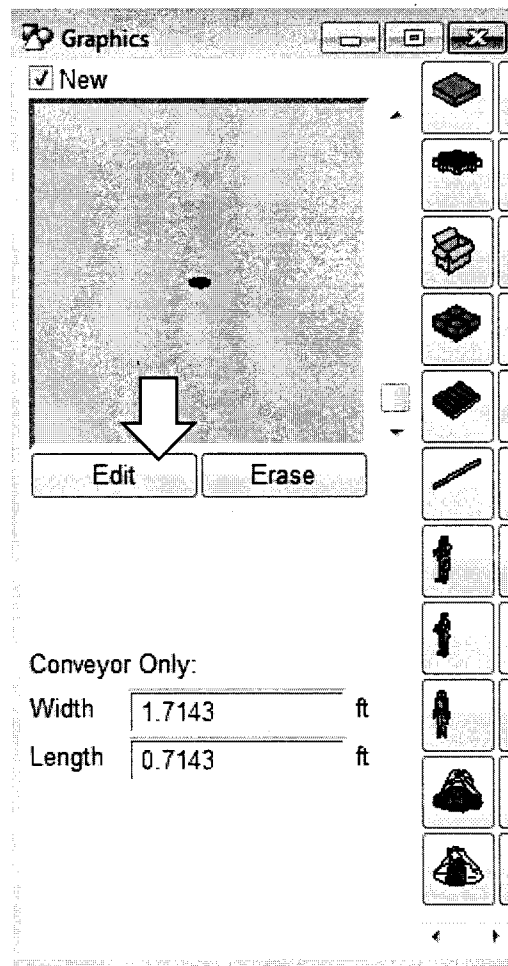 Graphics
New
Edit Erase
Conveyor Only:
Width 1.7143 ft
Length 0.7143 ft